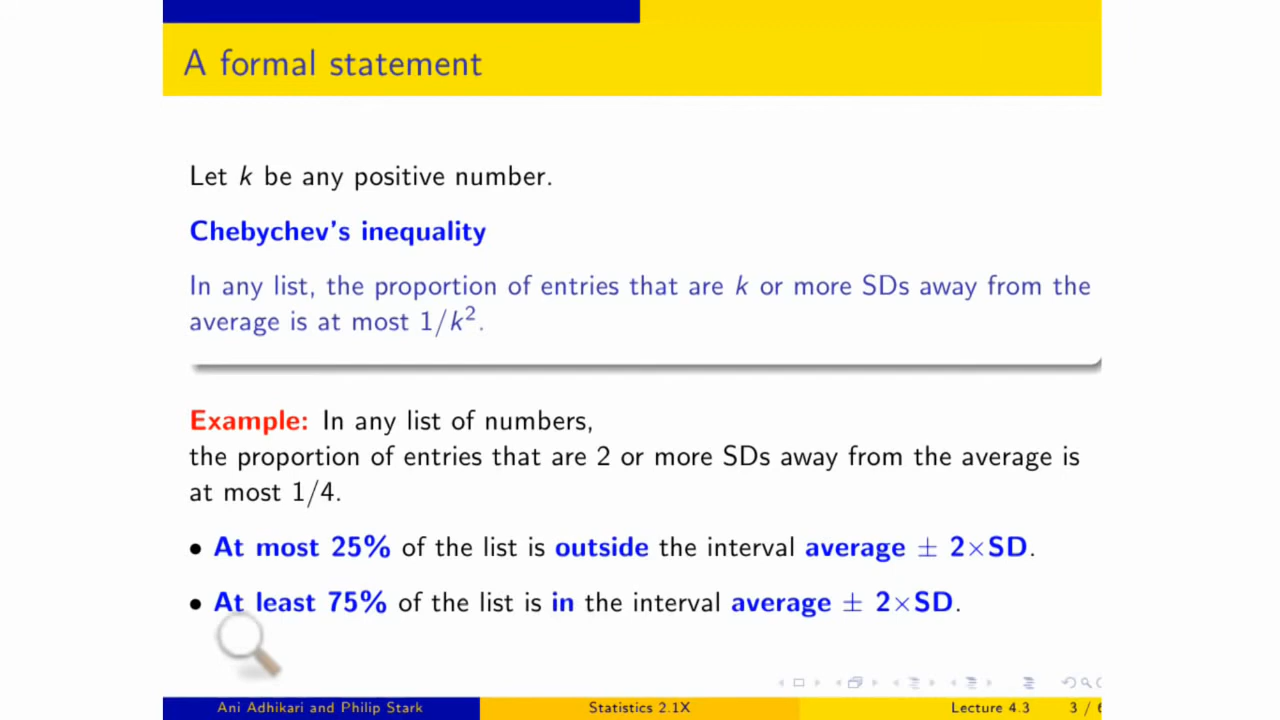 A formal statement
Let k be any positive number.
Chebychev's inequality
In any list, the proportion of entries that are k or more SDs away from the
average is at most 1/k².
Example: In any list of numbers,
the proportion of entries that are 2 or more SDs away from the average is
at most 1/4.
• At most 25% of the list is outside the interval average ± 2×SD.
• At least 75% of the list is in the interval average ± 2×SD.
Ani Adhikari and Philip Stark
Statistics 2.1X
Lecture 4.3
3 / 6